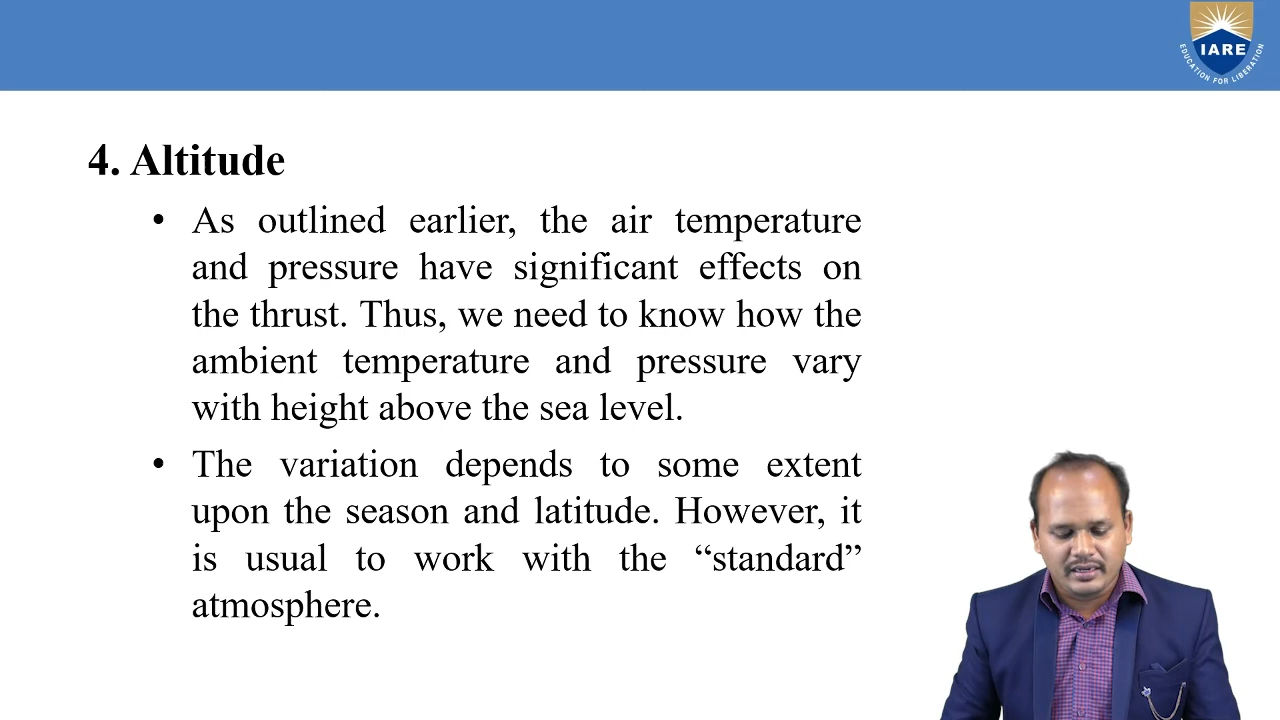 IARE
EDUCATION FOR LIBERATION
4. Altitude
• As outlined earlier, the air temperature
and pressure have significant effects on
the thrust. Thus, we need to know how the
ambient temperature and pressure vary
with height above the sea level.
• The variation depends to some extent
upon the season and latitude. However, it
is usual to work with the “standard”
atmosphere.